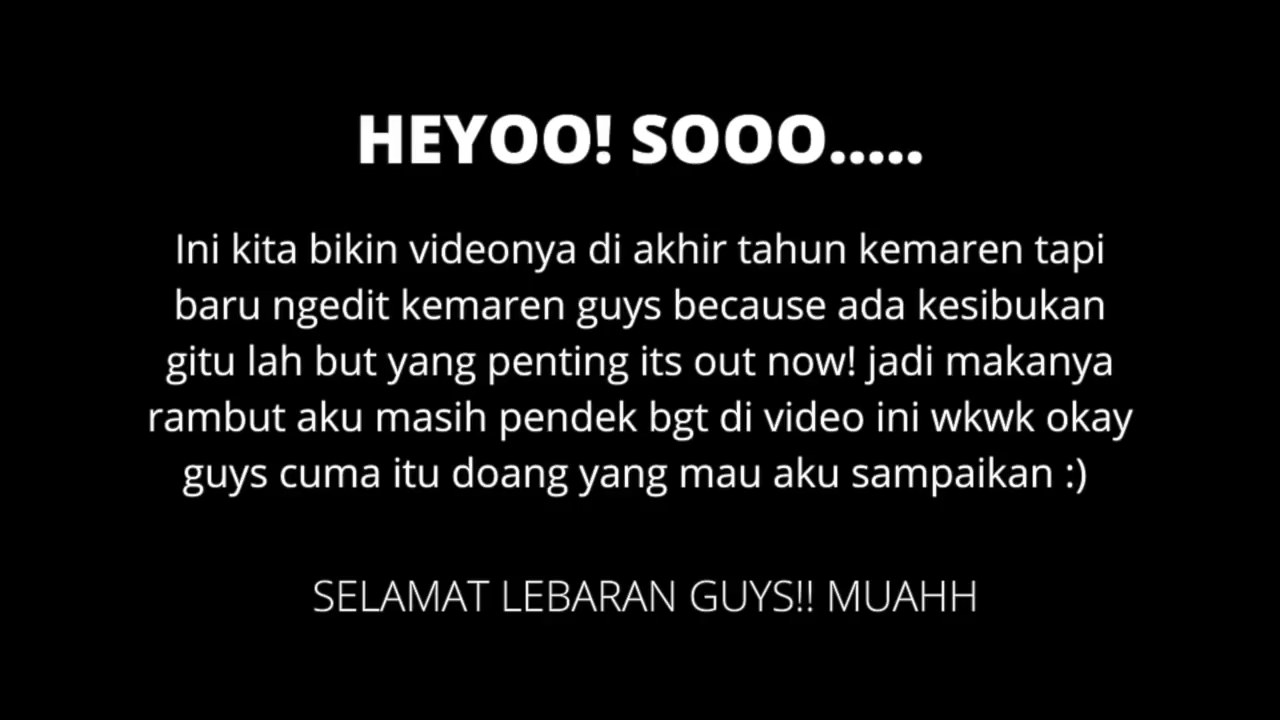 HEYOO! SOOO.....
Ini kita bikin videonya di akhir tahun kemaren tapi
baru ngedit kemaren guys because ada kesibukan
gitu lah but yang penting its out now! jadi makanya
rambut aku masih pendek bgt di video ini wkwk okay
guys cuma itu doang yang mau aku sampaikan :)
SELAMAT LEBARAN GUYS!! MUAHH